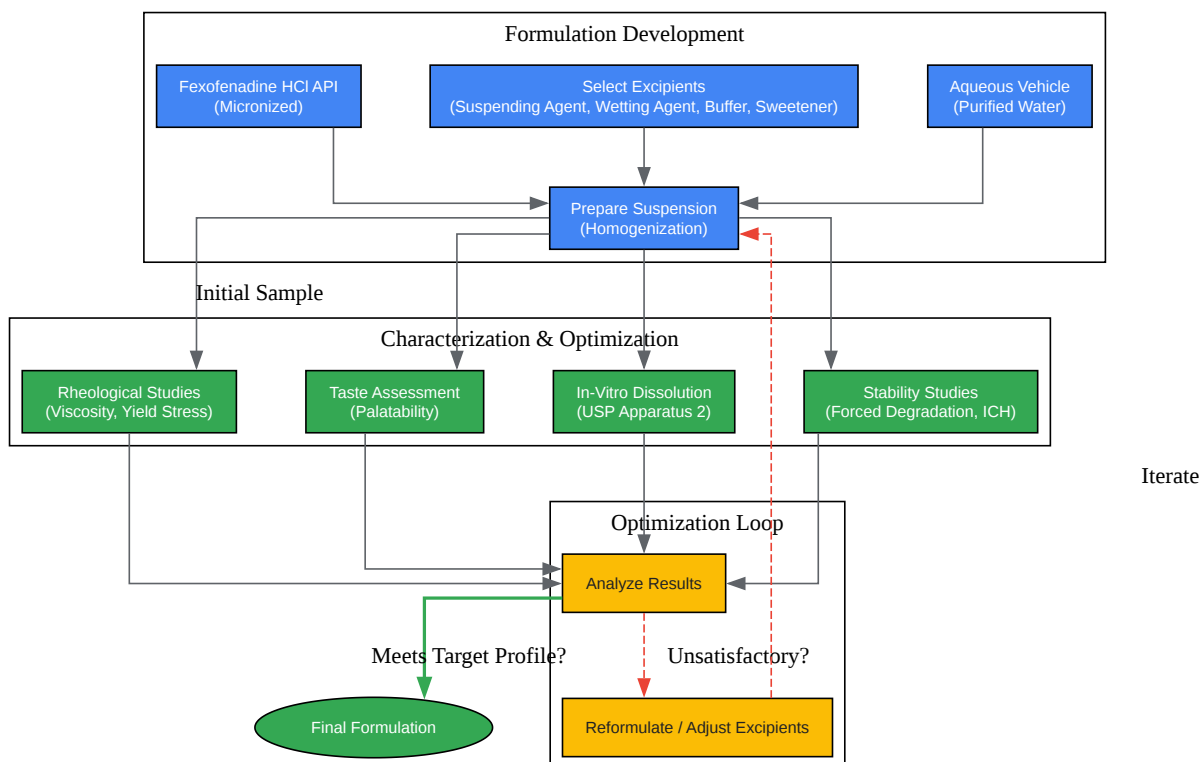 Formulation Development
Fexofenadine HCl API
(Micronized)
Select Excipients
(Suspending Agent, Wetting Agent, Buffer, Sweetener)
Aqueous Vehicle
(Purified Water)
Prepare Suspension
(Homogenization)
Initial Sample
Characterization & Optimization
Rheological Studies
(Viscosity, Yield Stress)
Taste Assessment
(Palatability)
In-Vitro Dissolution
(USP Apparatus 2)
Stability Studies
(Forced Degradation, ICH)
Iterate
Optimization Loop
Analyze Results
Meets Target Profile?
Unsatisfactory?
Final Formulation
Reformulate / Adjust Excipients